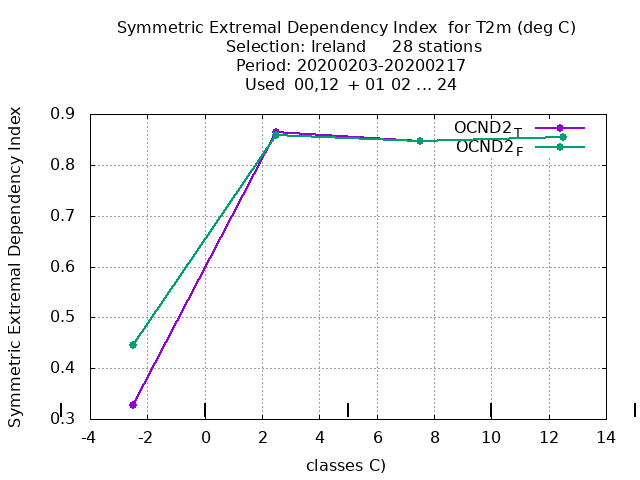 Symmetric Extremal Dependency Index  for T2m (deg C)
Selection: Ireland     28 stations
Period: 20200203-20200217
Used  00,12  + 01 02 ... 24
Symmetric Extremal Dependency Index
0.9
0.8
0.7
0.6
0.5
0.4
0.3
OCND2_T
OCND2_F
-4 -2 0 2 4 6 8 10 12 14
classes C)